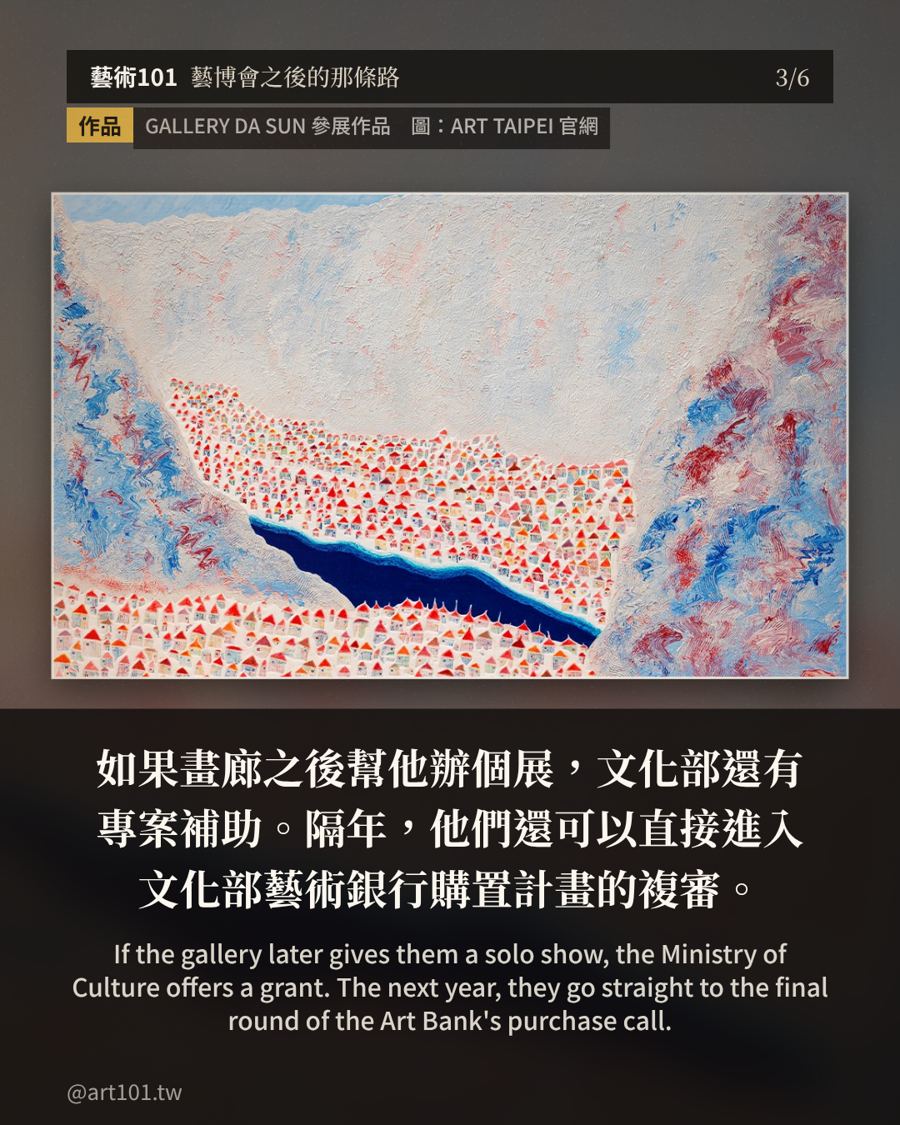 藝術101 藝博會之後的那條路 3/6
作品 GALLERY DA SUN 參展作品 圖：ART TAIPEI 官網
如果畫廊之後幫他辦個展，文化部還有
專案補助。隔年，他們還可以直接進入
文化部藝術銀行購置計畫的複審。
If the gallery later gives them a solo show, the Ministry of
Culture offers a grant. The next year, they go straight to the final
round of the Art Bank's purchase call.
@art101.tw